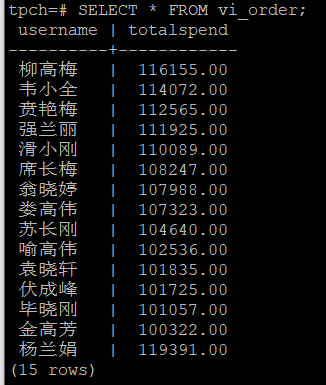 tpch=# SELECT * FROM vi_order;
username | totalspend
----------+------------
柳高梅 | 116155.00
韦小全 | 114072.00
贲艳梅 | 112565.00
强兰丽 | 111925.00
滑小刚 | 110089.00
席长梅 | 108247.00
翁晓婷 | 107988.00
娄高伟 | 107323.00
苏长刚 | 104640.00
喻高伟 | 102536.00
袁晓轩 | 101835.00
伏成峰 | 101725.00
毕晓刚 | 101057.00
金高芳 | 100322.00
杨兰娟 | 119391.00
(15 rows)